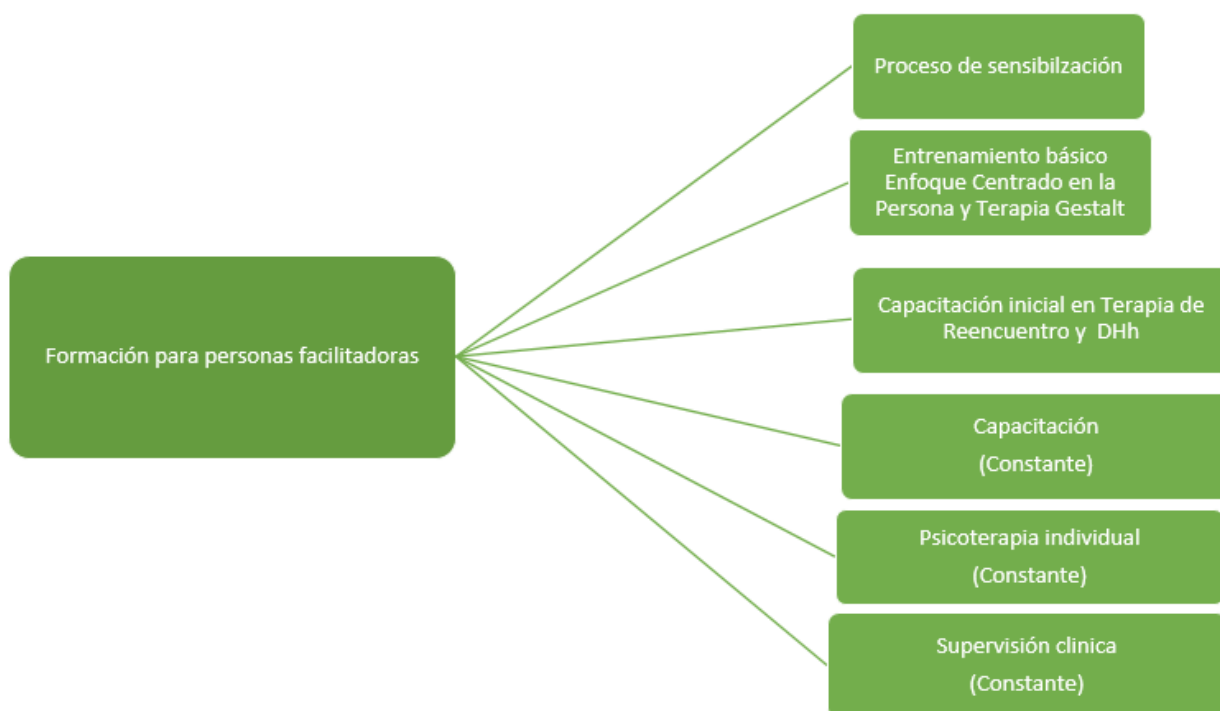 Proceso de sensibilzación
Entrenamiento básico
Enfoque Centrado en la
Persona y Terapia Gestalt
Formación para personas facilitadoras
Capacitación inicial en Terapia de
Reencuentro y DHh
Capacitación
(Constante)
Psicoterapia individual
(Constante)
Supervisión clinica
(Constante)